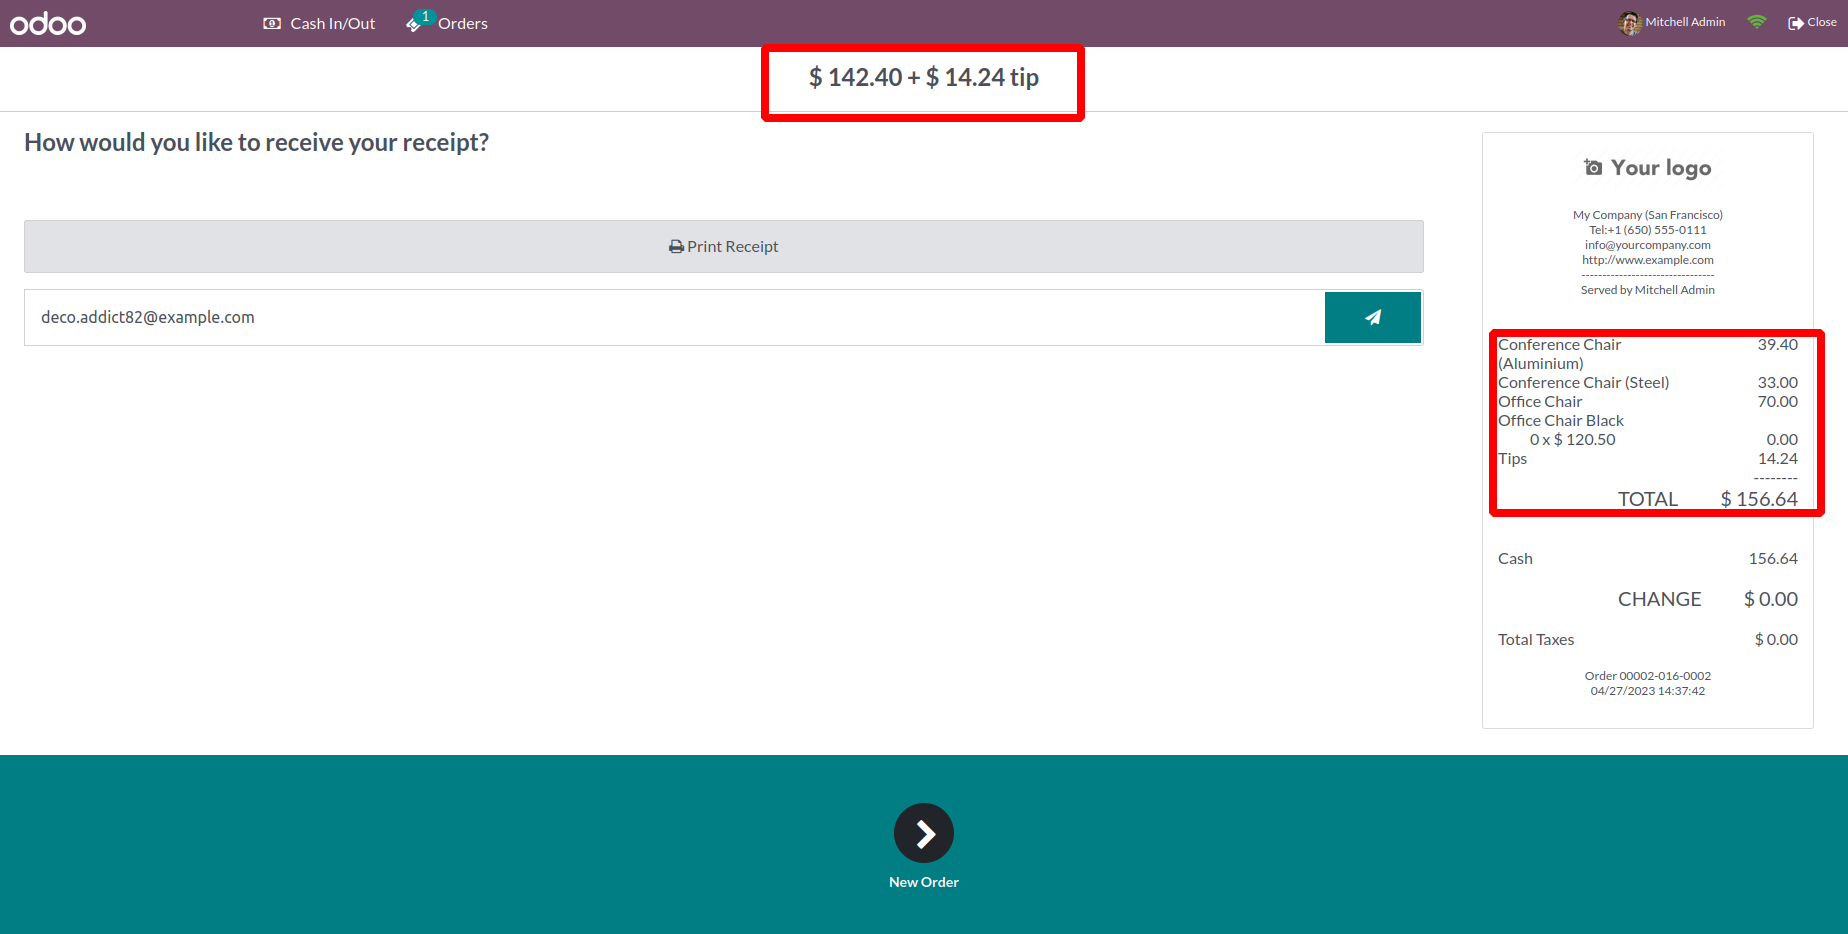 odoo
Cash In/Out
1
Orders
Mitchell Admin
Close
$ 142.40 + $ 14.24 tip
How would you like to receive your receipt?
Print Receipt
deco.addict82@example.com
Your logo
My Company (San Francisco)
Tel:+1 (650) 555-0111
info@yourcompany.com
http://www.example.com
--------------------------------
Served by Mitchell Admin
Conference Chair 39.40
(Aluminium)
Conference Chair (Steel) 33.00
Office Chair 70.00
Office Chair Black
0 x $ 120.50 0.00
Tips 14.24
--------
TOTAL $ 156.64
Cash 156.64
CHANGE $ 0.00
Total Taxes $ 0.00
Order 00002-016-0002
04/27/2023 14:37:42
New Order